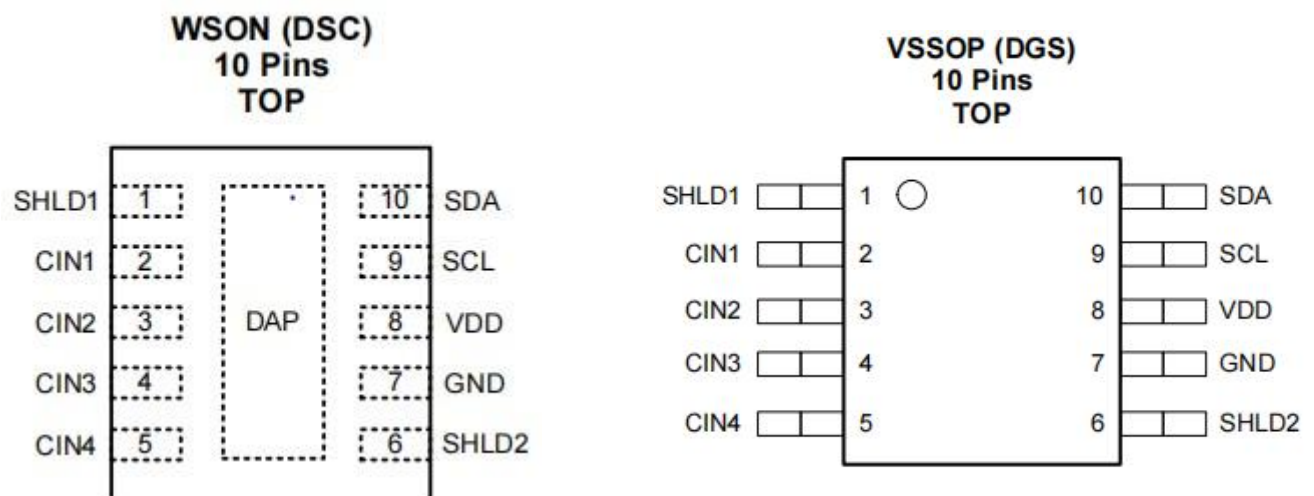 WSON (DSC)
10 Pins
TOP
SHLD1 1 10 SDA
CIN1 2 9 SCL
CIN2 3 DAP 8 VDD
CIN3 4 7 GND
CIN4 5 6 SHLD2
VSSOP (DGS)
10 Pins
TOP
SHLD1 1 10 SDA
CIN1 2 9 SCL
CIN2 3 8 VDD
CIN3 4 7 GND
CIN4 5 6 SHLD2